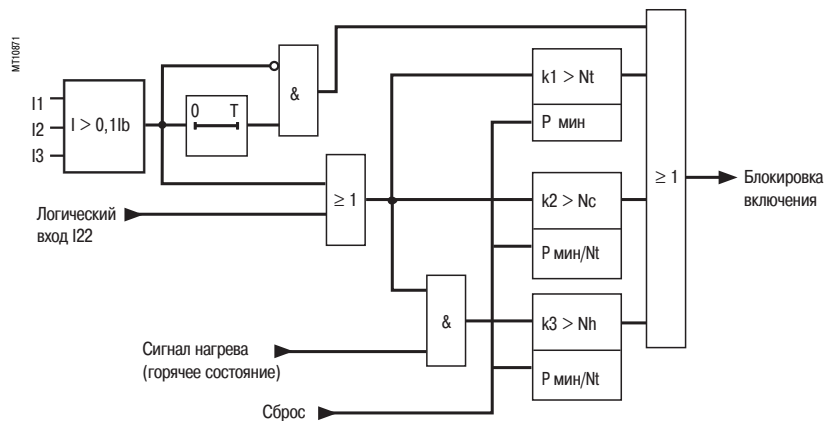 MT10871
I1
I2
I3
I > 0,1Ib
0 T
&
≥ 1
Логический
вход I22
&
Сигнал нагрева
(горячее состояние)
Сброс
k1 > Nt
P мин
k2 > Nc
P мин/Nt
k3 > Nh
P мин/Nt
≥ 1
Блокировка
включения